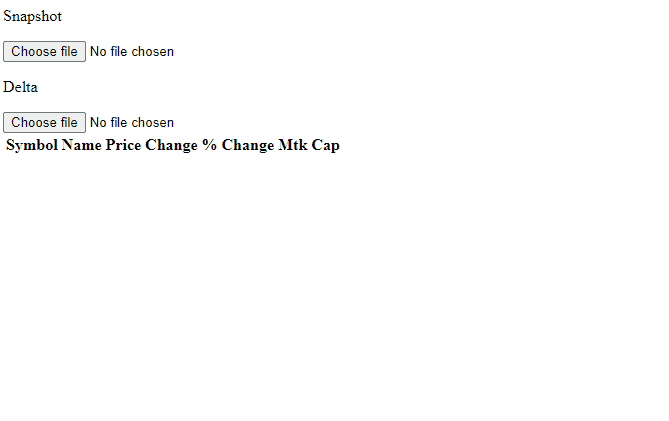 Snapshot
Choose file No file chosen
Delta
Choose file No file chosen
Symbol Name Price Change % Change Mtk Cap